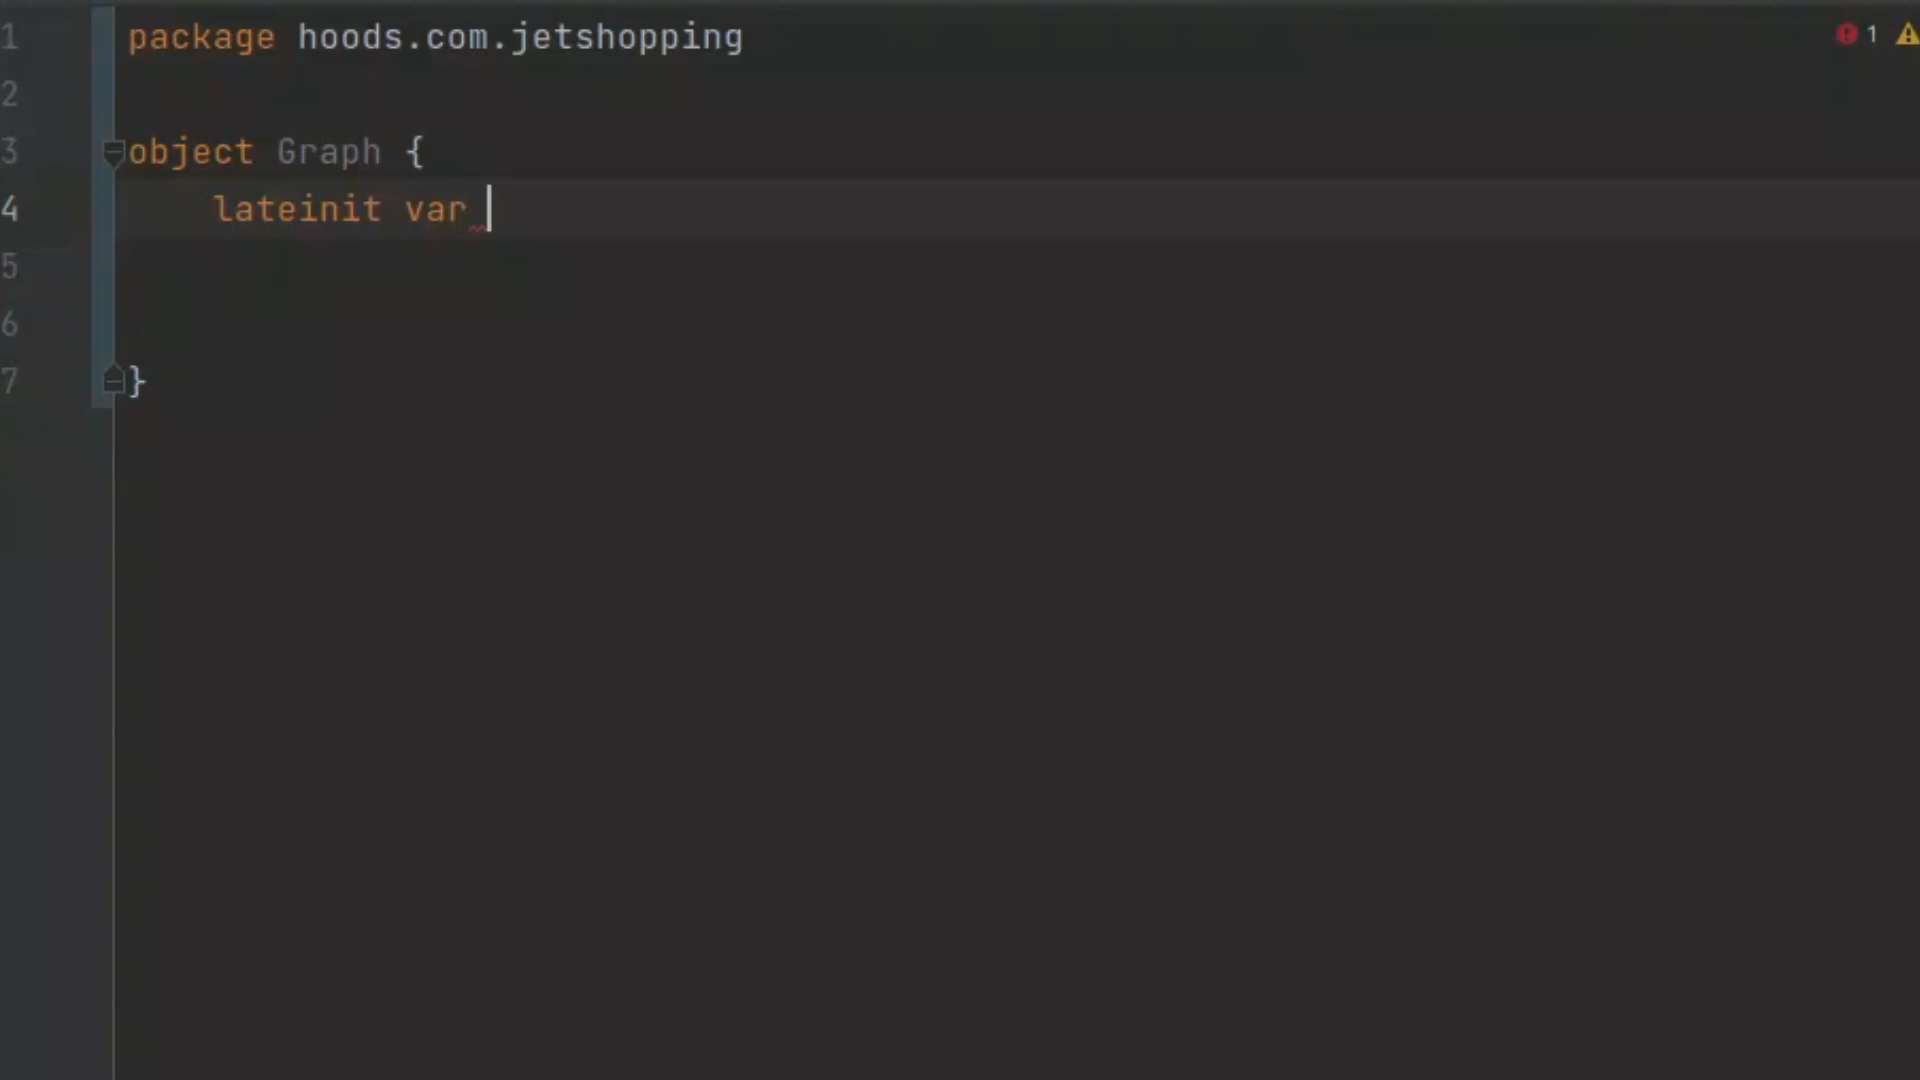 1 package hoods.com.jetshopping 1
2
3 object Graph {
4 lateinit var
5
6
7 }